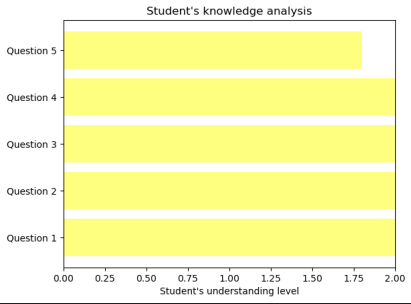 Student's knowledge analysis
Question 5
Question 4
Question 3
Question 2
Question 1
0.00 0.25 0.50 0.75 1.00 1.25 1.50 1.75 2.00
Student's understanding level